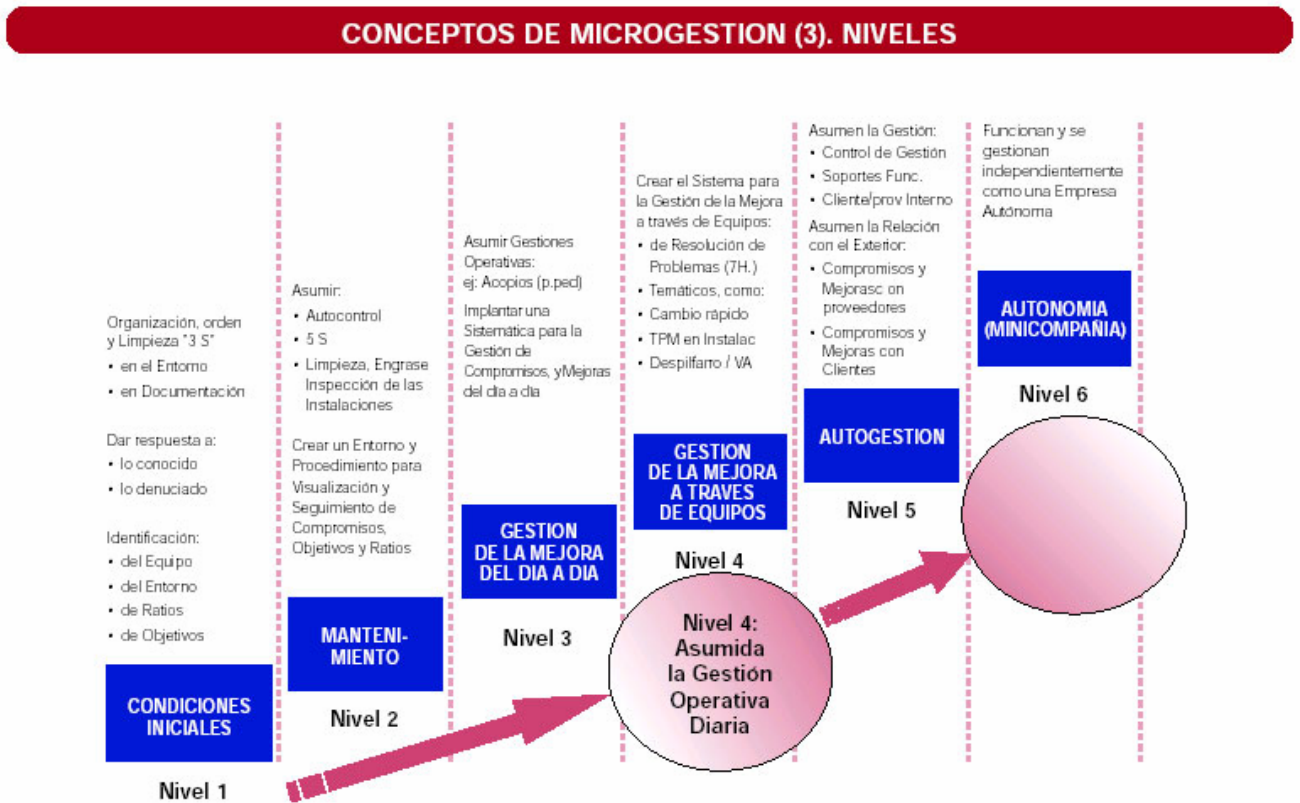 CONCEPTOS DE MICROGESTION (3). NIVELES
Organización, orden
y Limpieza "3 S"
• en el Entorno
• en Documentación
Dar respuesta a:
• lo conocido
• lo denuciado
Identificación:
• del Equipo
• del Entorno
• de Ratios
• de Objetivos
CONDICIONES
INICIALES
Nivel 1
Asumir:
• Autocontrol
• 5 S
• Limpieza, Engrase
Inspección de las
Instalaciones
Crear un Entorno y
Procedimiento para
Visualización y
Seguimiento de
Compromisos,
Objetivos y Ratios
MANTENI-
MIENTO
Nivel 2
Asumir Gestiones
Operativas:
ej: Acopios (p.ped)
Implantar una
Sistemática para la
Gestión de
Compromisos, yMejoras
del día a día
GESTION
DE LA MEJORA
DEL DIA A DIA
Nivel 3
Crear el Sistema para
la Gestión de la Mejora
a través de Equipos:
• de Resolución de
Problemas (7H.)
• Temáticos, como:
• Cambio rápido
• TPM en Instalac
• Despilfarro / VA
GESTION
DE LA MEJORA
A TRAVES
DE EQUIPOS
Nivel 4
Nivel 4:
Asumida
la Gestión
Operativa
Diaria
Asumen la Gestión:
• Control de Gestión
• Soportes Func.
• Cliente/prov Interno
Asumen la Relación
con el Exterior:
• Compromisos y
Mejorasc on
proveedores
• Compromisos y
Mejoras con
Clientes
AUTOGESTION
Nivel 5
Funcionan y se
gestionan
independientemente
como una Empresa
Autónoma
AUTONOMIA
(MINICOMPAÑIA)
Nivel 6